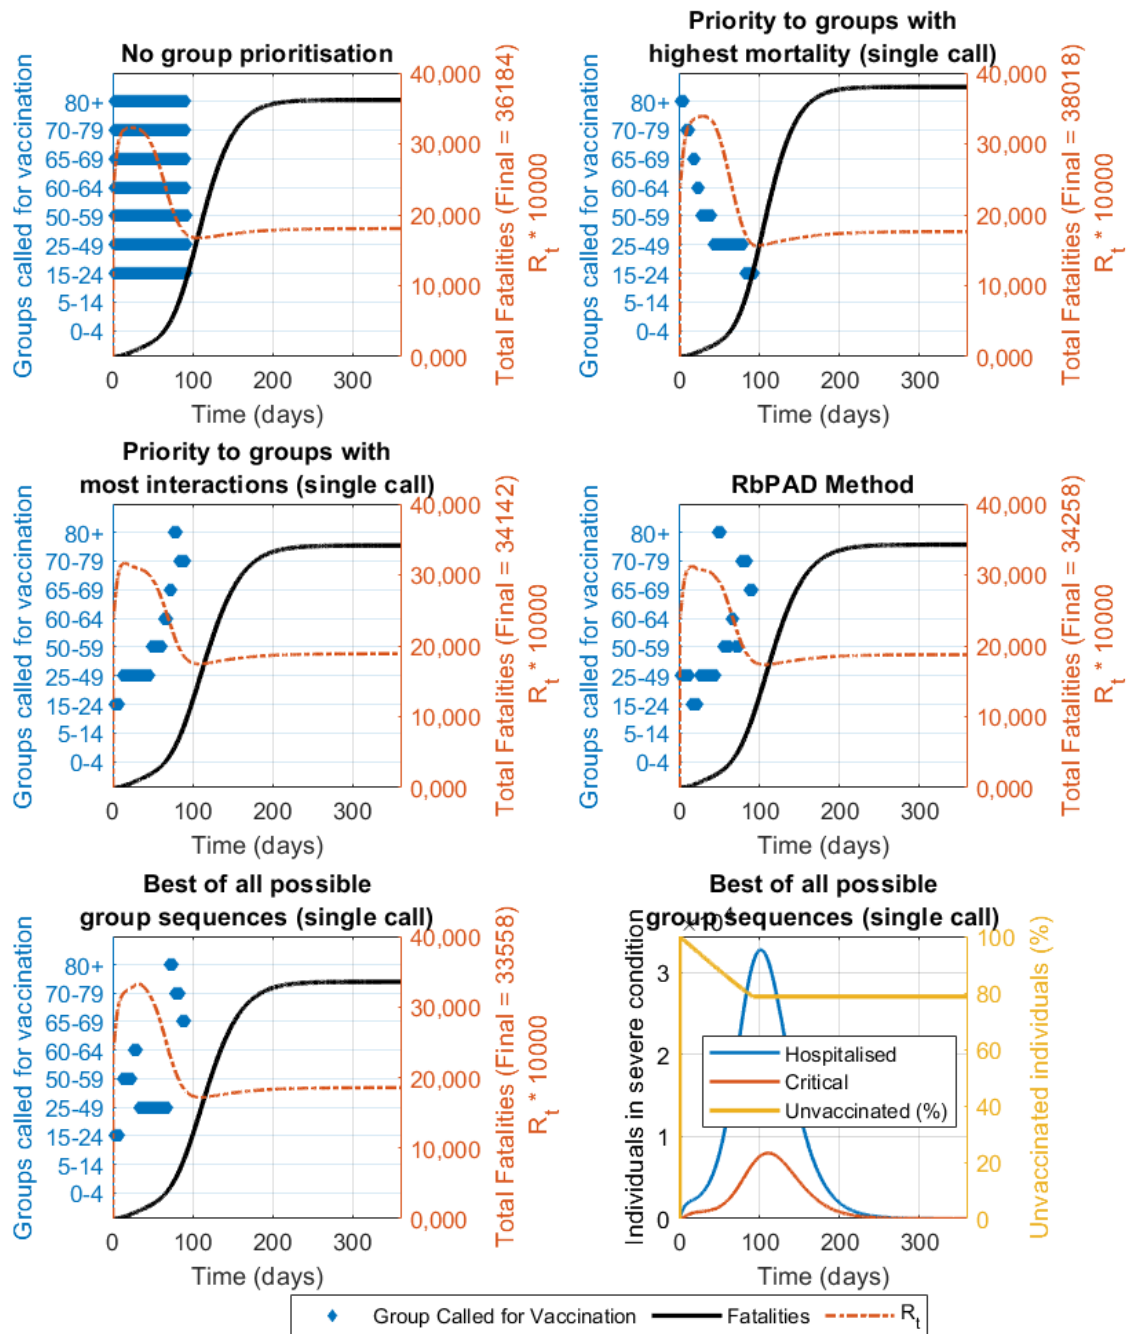 No group prioritisation
Groups called for vaccination
80+
70-79
65-69
60-64
50-59
25-49
15-24
5-14
0-4
0
100
200
300
Time (days)
40,000
30,000
20,000
10,000
0,000
Total Fatalities (Final = 36184)
R_t * 10000
Priority to groups with
highest mortality (single call)
Groups called for vaccination
80+
70-79
65-69
60-64
50-59
25-49
15-24
5-14
0-4
0
100
200
300
Time (days)
40,000
30,000
20,000
10,000
0,000
Total Fatalities (Final = 38018)
R_t * 10000
Priority to groups with
most interactions (single call)
Groups called for vaccination
80+
70-79
65-69
60-64
50-59
25-49
15-24
5-14
0-4
0
100
200
300
Time (days)
40,000
30,000
20,000
10,000
0,000
Total Fatalities (Final = 34142)
R_t * 10000
RbPAD Method
Groups called for vaccination
80+
70-79
65-69
60-64
50-59
25-49
15-24
5-14
0-4
0
100
200
300
Time (days)
40,000
30,000
20,000
10,000
0,000
Total Fatalities (Final = 34258)
R_t * 10000
Best of all possible
group sequences (single call)
Groups called for vaccination
80+
70-79
65-69
60-64
50-59
25-49
15-24
5-14
0-4
0
100
200
300
Time (days)
40,000
30,000
20,000
10,000
0,000
Total Fatalities (Final = 33558)
R_t * 10000
Best of all possible
group sequences (single call)
Individuals in severe condition
3
2
1
0
0
100
200
300
Time (days)
100
80
60
40
20
0
Unvaccinated individuals (%)
Hospitalised
Critical
Unvaccinated (%)
Group Called for Vaccination
Fatalities
R_t